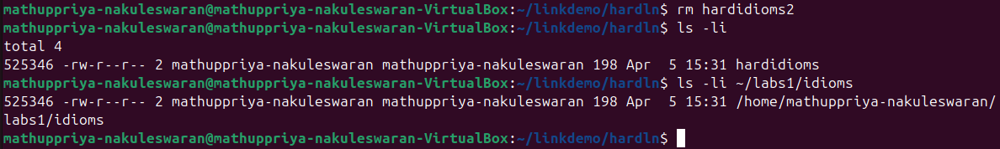 mathuppriya-nakuleswaran@mathuppriya-nakuleswaran-VirtualBox:~/linkdemo/hardln$ rm hardidioms2
mathuppriya-nakuleswaran@mathuppriya-nakuleswaran-VirtualBox:~/linkdemo/hardln$ ls -li
total 4
525346 -rw-r--r-- 2 mathuppriya-nakuleswaran mathuppriya-nakuleswaran 198 Apr  5 15:31 hardidioms
mathuppriya-nakuleswaran@mathuppriya-nakuleswaran-VirtualBox:~/linkdemo/hardln$ ls -li ~/labs1/idioms
525346 -rw-r--r-- 2 mathuppriya-nakuleswaran mathuppriya-nakuleswaran 198 Apr  5 15:31 /home/mathuppriya-nakuleswaran/
labs1/idioms
mathuppriya-nakuleswaran@mathuppriya-nakuleswaran-VirtualBox:~/linkdemo/hardln$